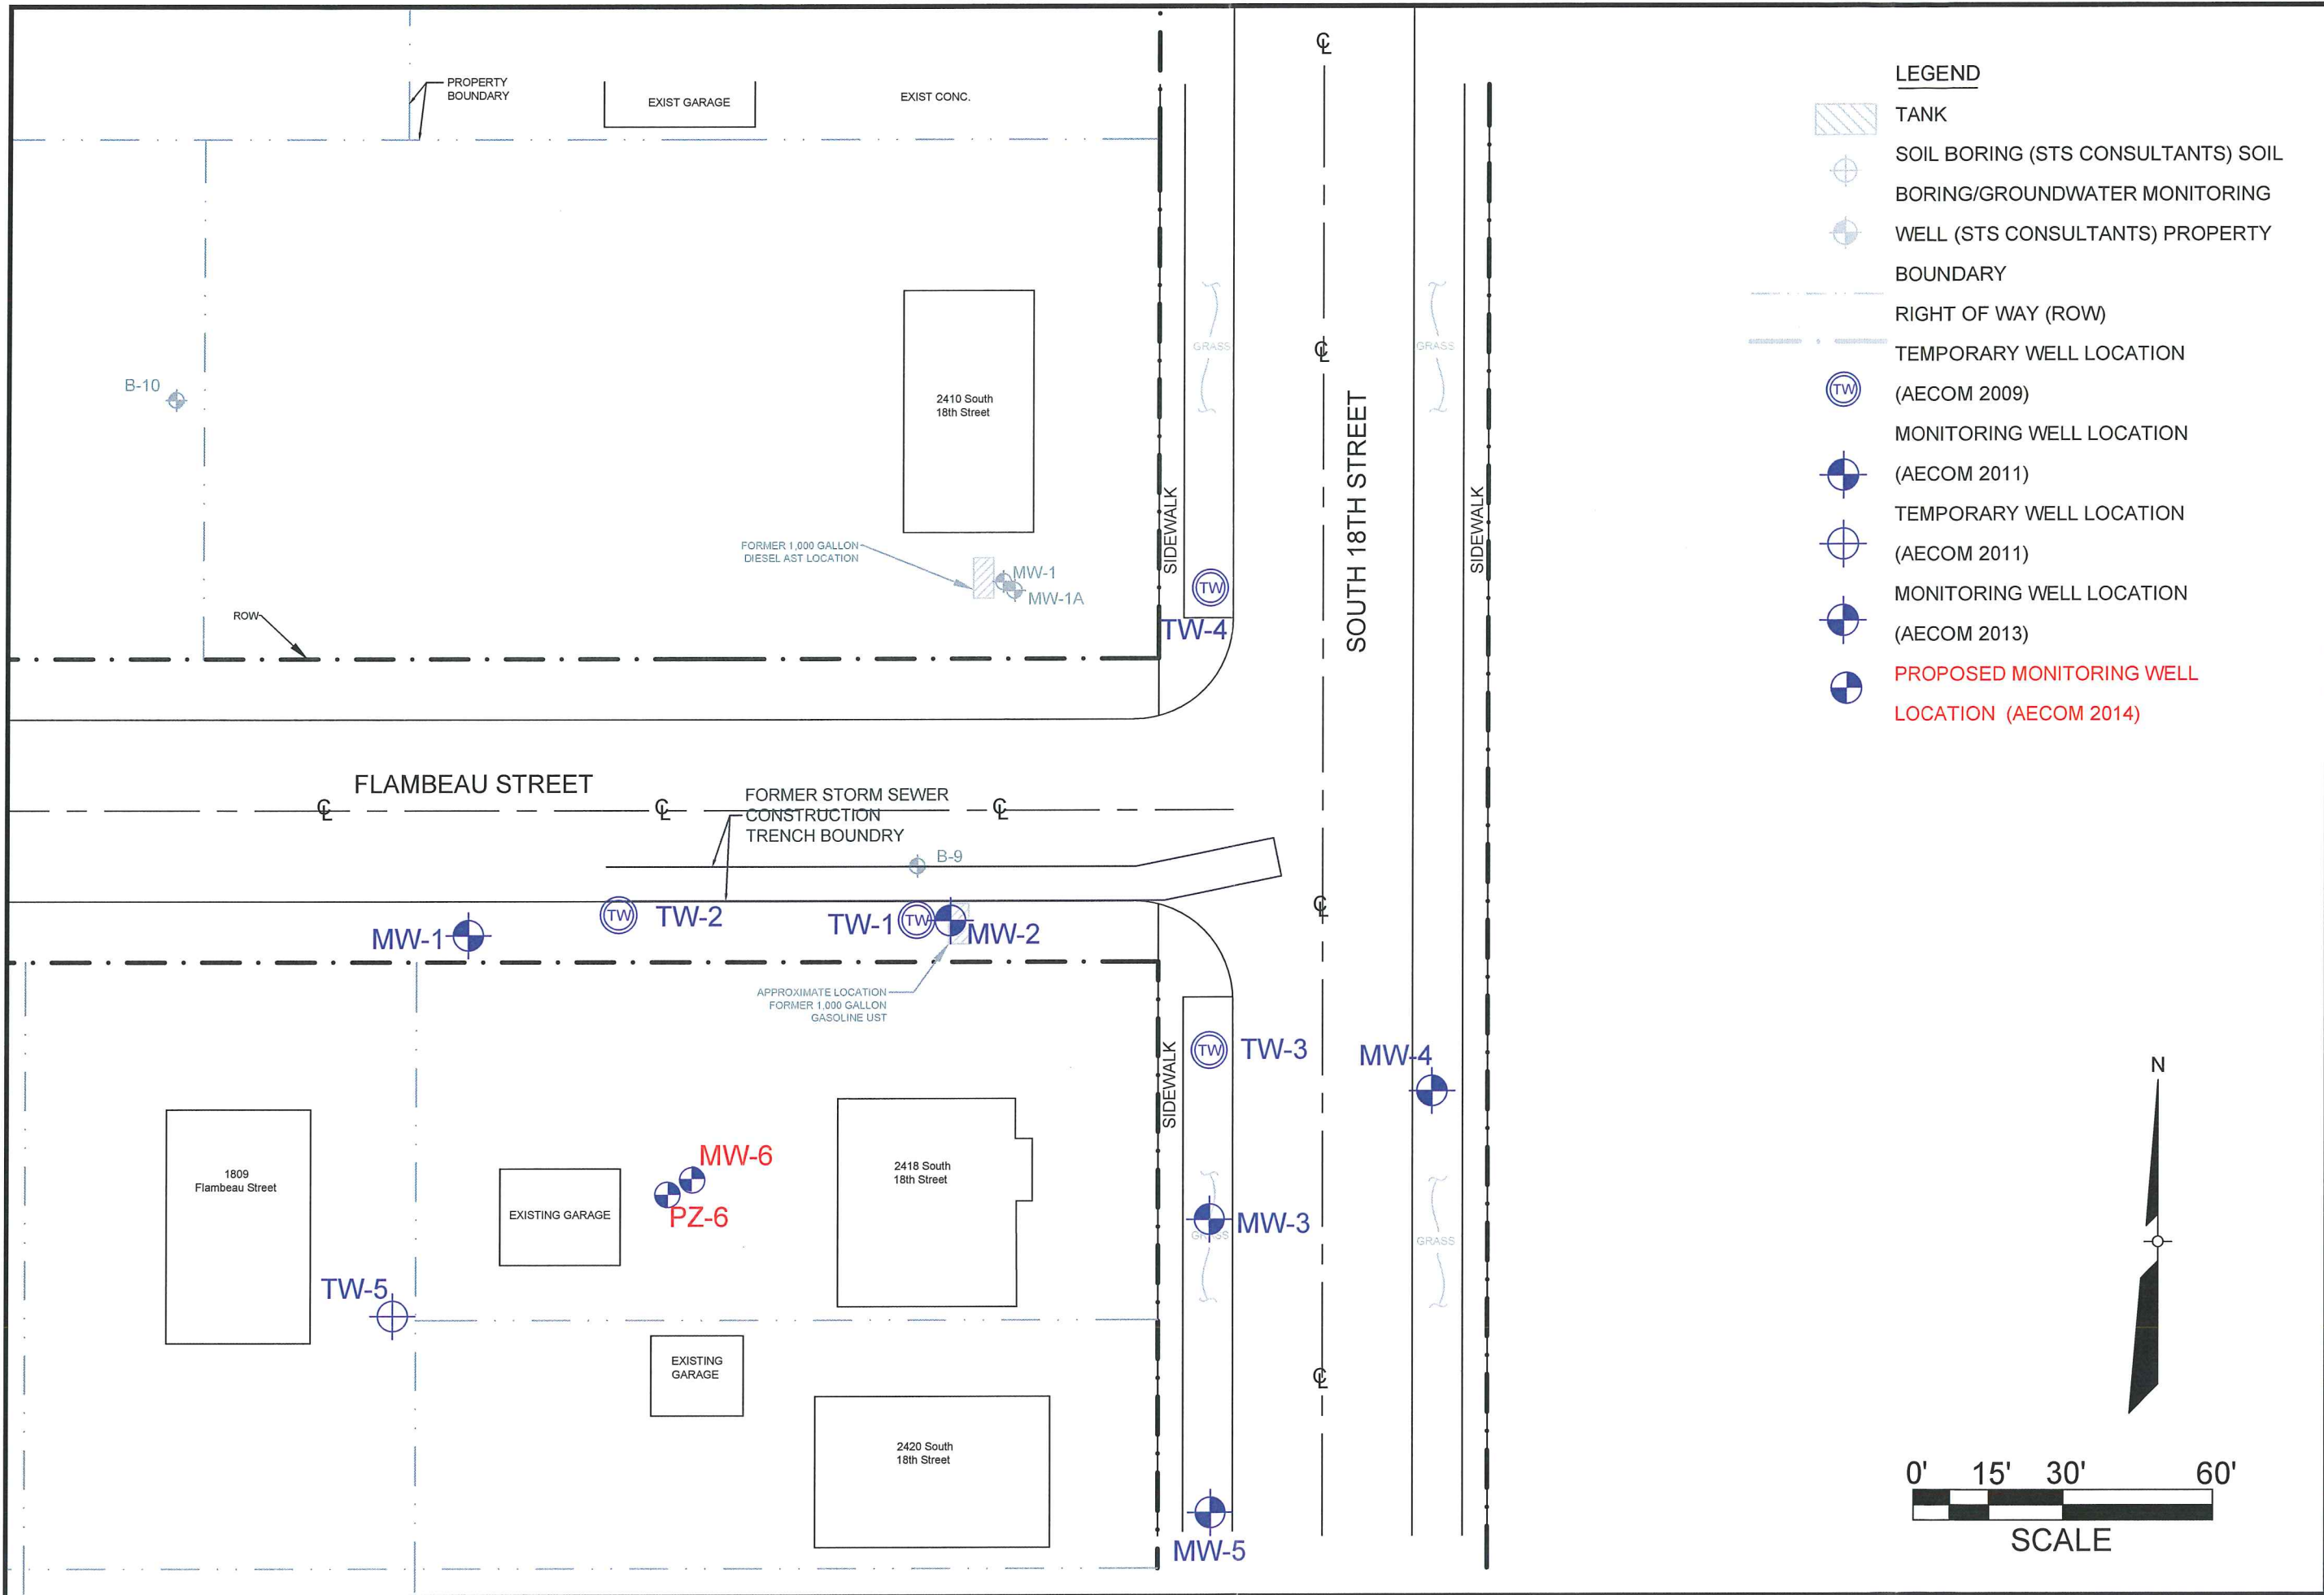 PROPERTY
BOUNDARY
EXIST GARAGE
EXIST CONC.
B-10
2410 South
18th Street
FORMER 1,000 GALLON
DIESEL AST LOCATION
MW-1
MW-1A
ROW
SIDEWALK
GRASS
TW
TW-4
℄
℄
SOUTH 18TH STREET
GRASS
SIDEWALK
FLAMBEAU STREET
℄
℄
℄
FORMER STORM SEWER
CONSTRUCTION
TRENCH BOUNDRY
B-9
MW-1
TW
TW-2
TW-1
TW
MW-2
APPROXIMATE LOCATION
FORMER 1,000 GALLON
GASOLINE UST
℄
SIDEWALK
TW
TW-3
MW-4
1809
Flambeau Street
EXISTING GARAGE
MW-6
PZ-6
2418 South
18th Street
MW-3
GRASS
GRASS
TW-5
EXISTING
GARAGE
2420 South
18th Street
℄
MW-5
LEGEND
TANK
SOIL BORING (STS CONSULTANTS) SOIL
BORING/GROUNDWATER MONITORING
WELL (STS CONSULTANTS) PROPERTY
BOUNDARY
RIGHT OF WAY (ROW)
TEMPORARY WELL LOCATION
TW
(AECOM 2009)
MONITORING WELL LOCATION
(AECOM 2011)
TEMPORARY WELL LOCATION
(AECOM 2011)
MONITORING WELL LOCATION
(AECOM 2013)
PROPOSED MONITORING WELL
LOCATION (AECOM 2014)
N
0' 15' 30' 60'
SCALE